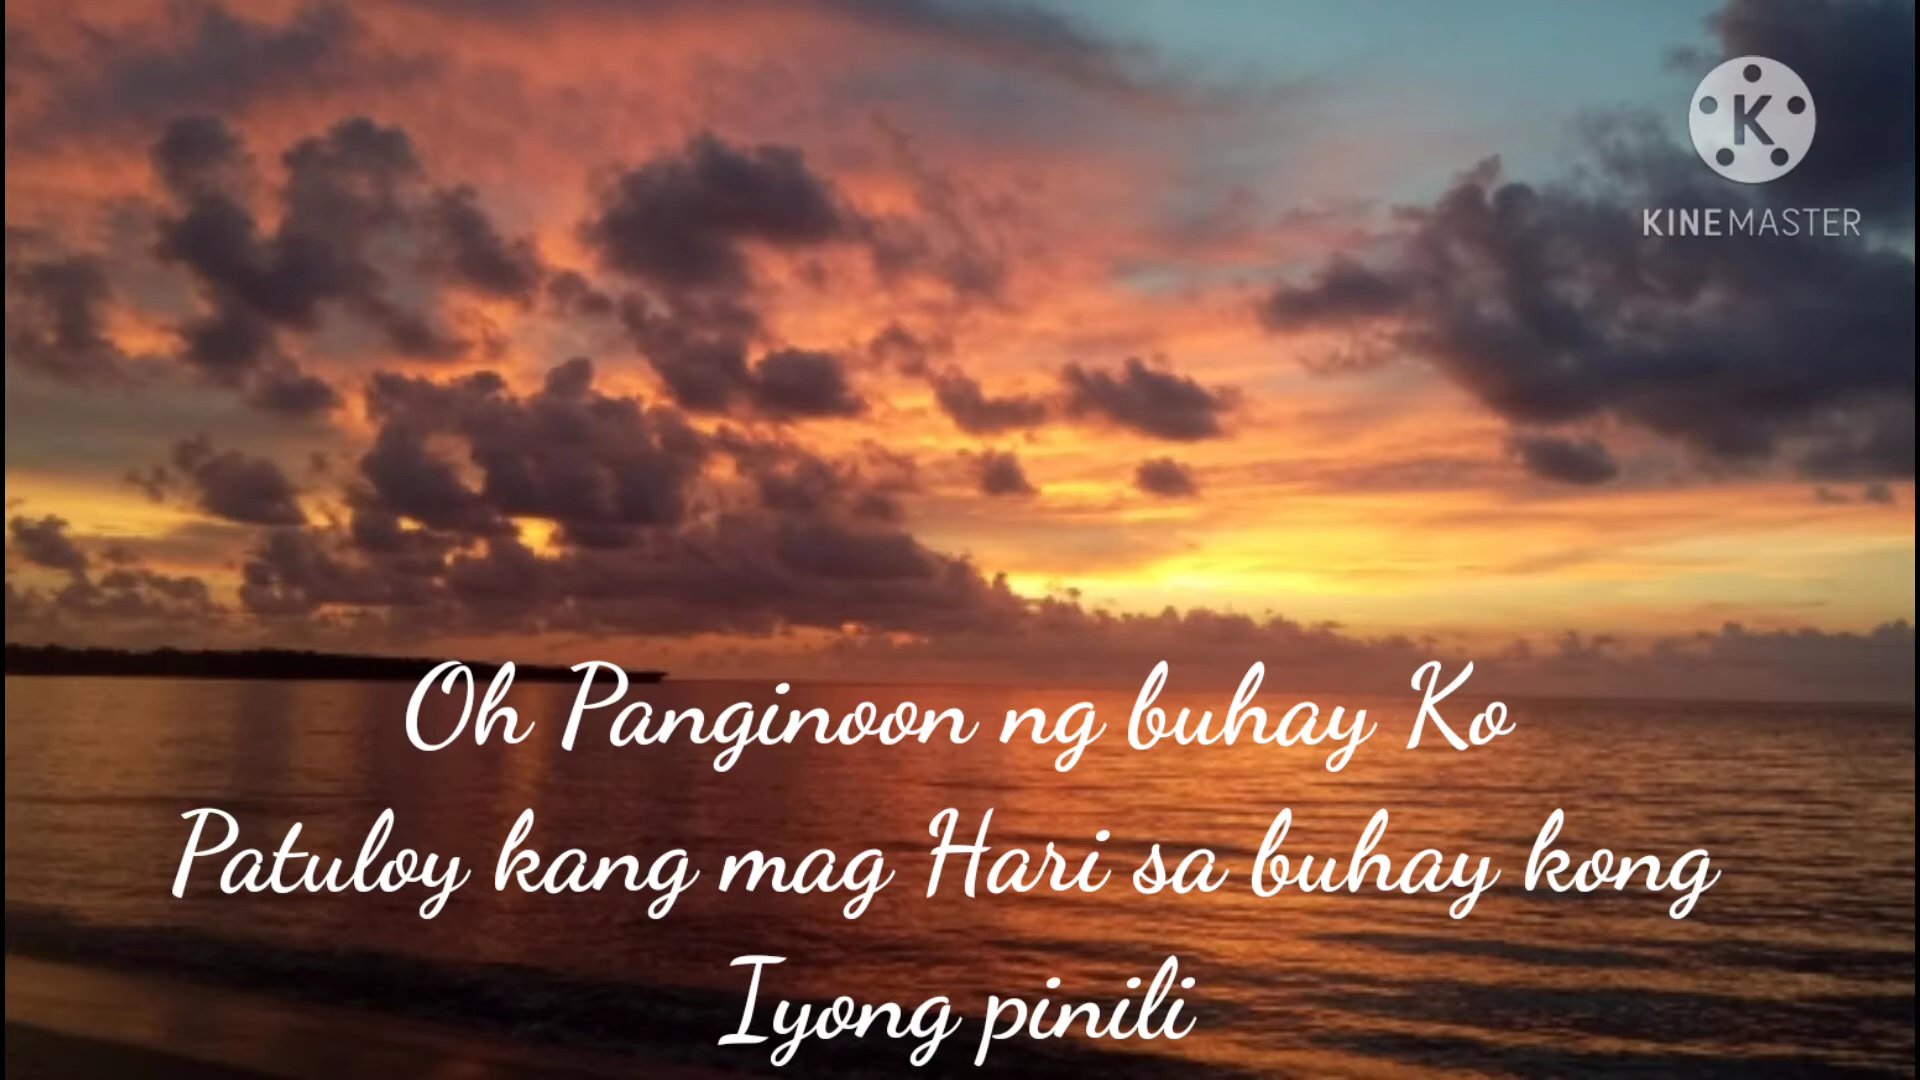 K
KINEMASTER
Oh Panginoon ng buhay Ko
Patuloy kang mag Hari sa buhay kong
Iyong pinili